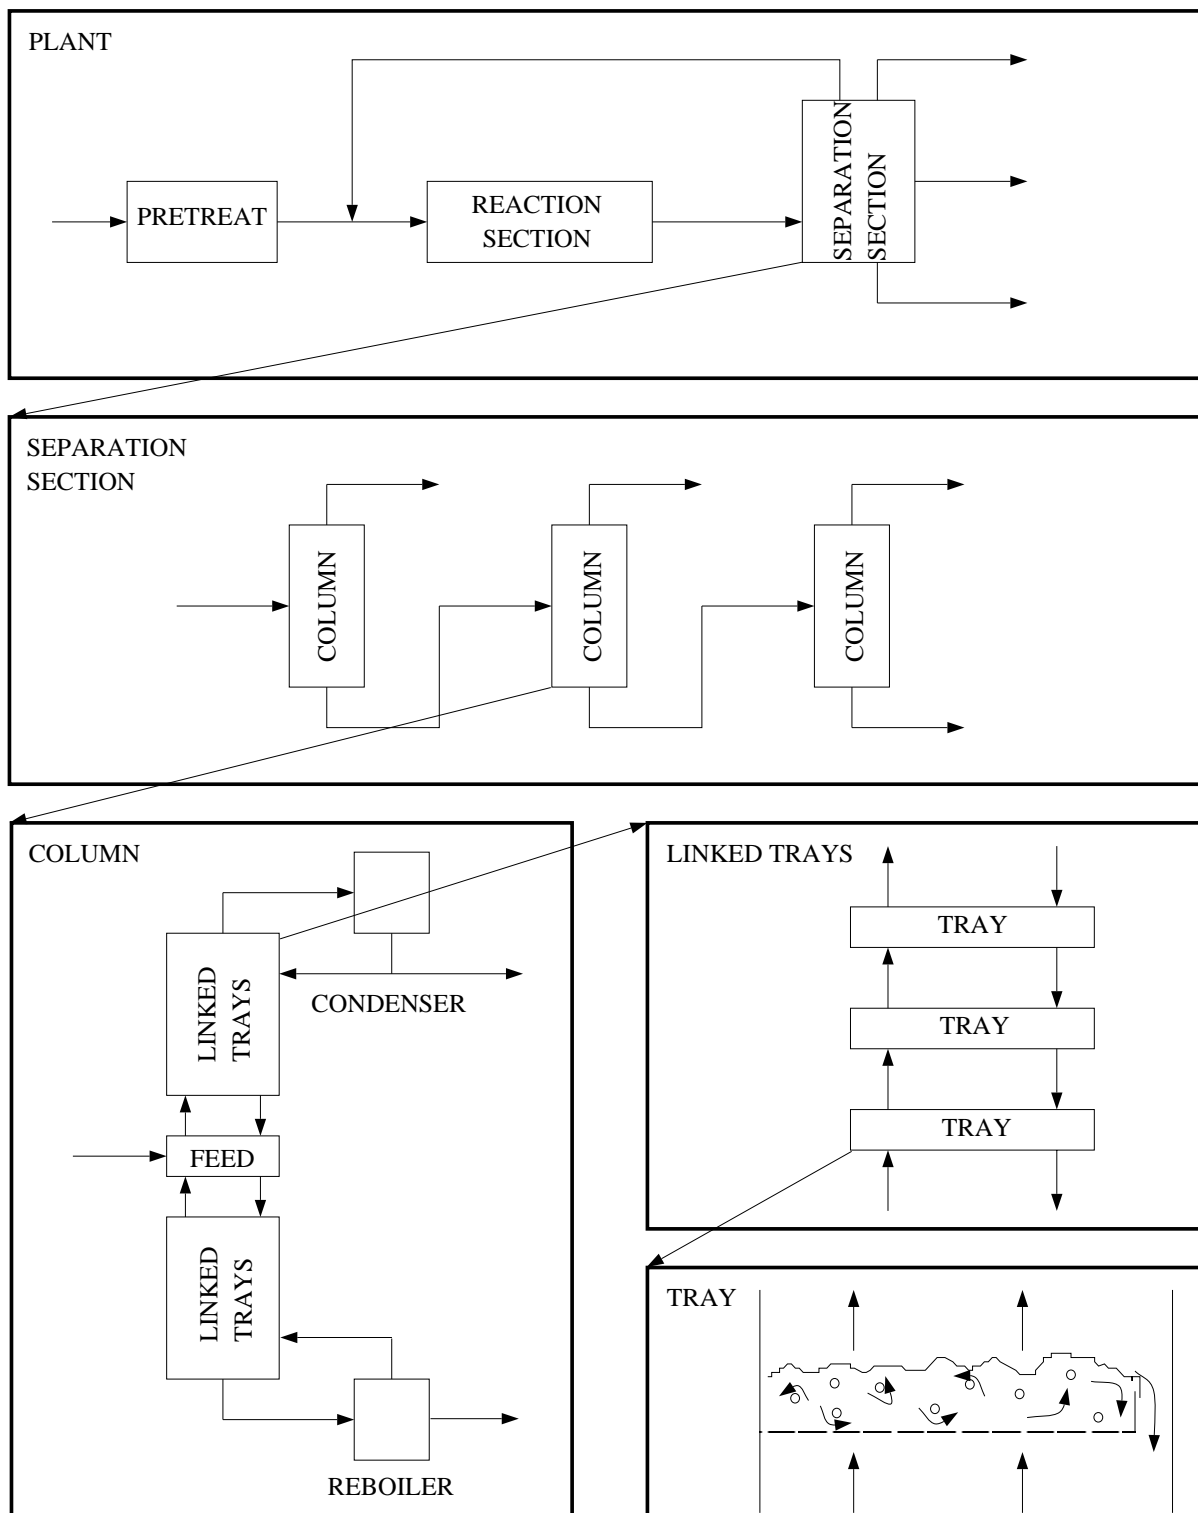 PLANT
PRETREAT
REACTION
SECTION
SEPARATION
SECTION
SEPARATION
SECTION
COLUMN
COLUMN
COLUMN
COLUMN
LINKED
TRAYS
CONDENSER
FEED
LINKED
TRAYS
REBOILER
LINKED TRAYS
TRAY
TRAY
TRAY
TRAY